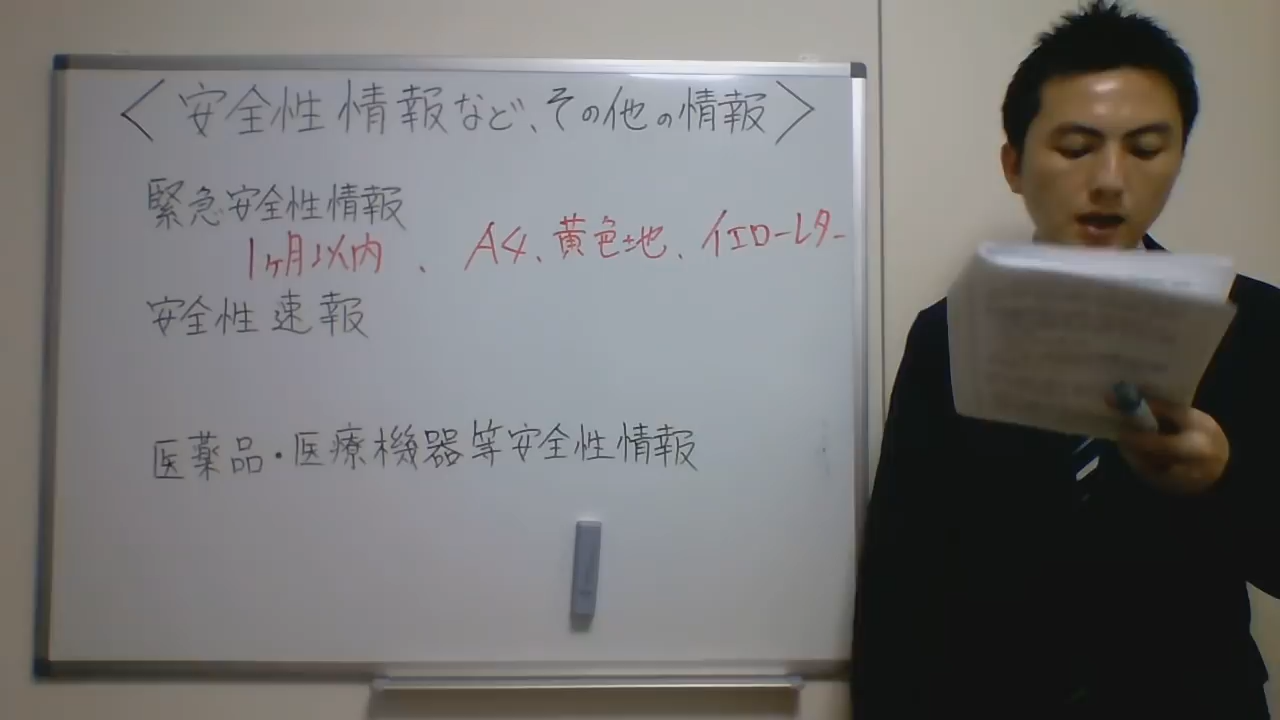 〈安全性情報など、その他の情報〉
緊急安全性情報
1ヶ月以内、A4、黄色地、イエローレター
安全性速報
医薬品・医療機器等安全性情報